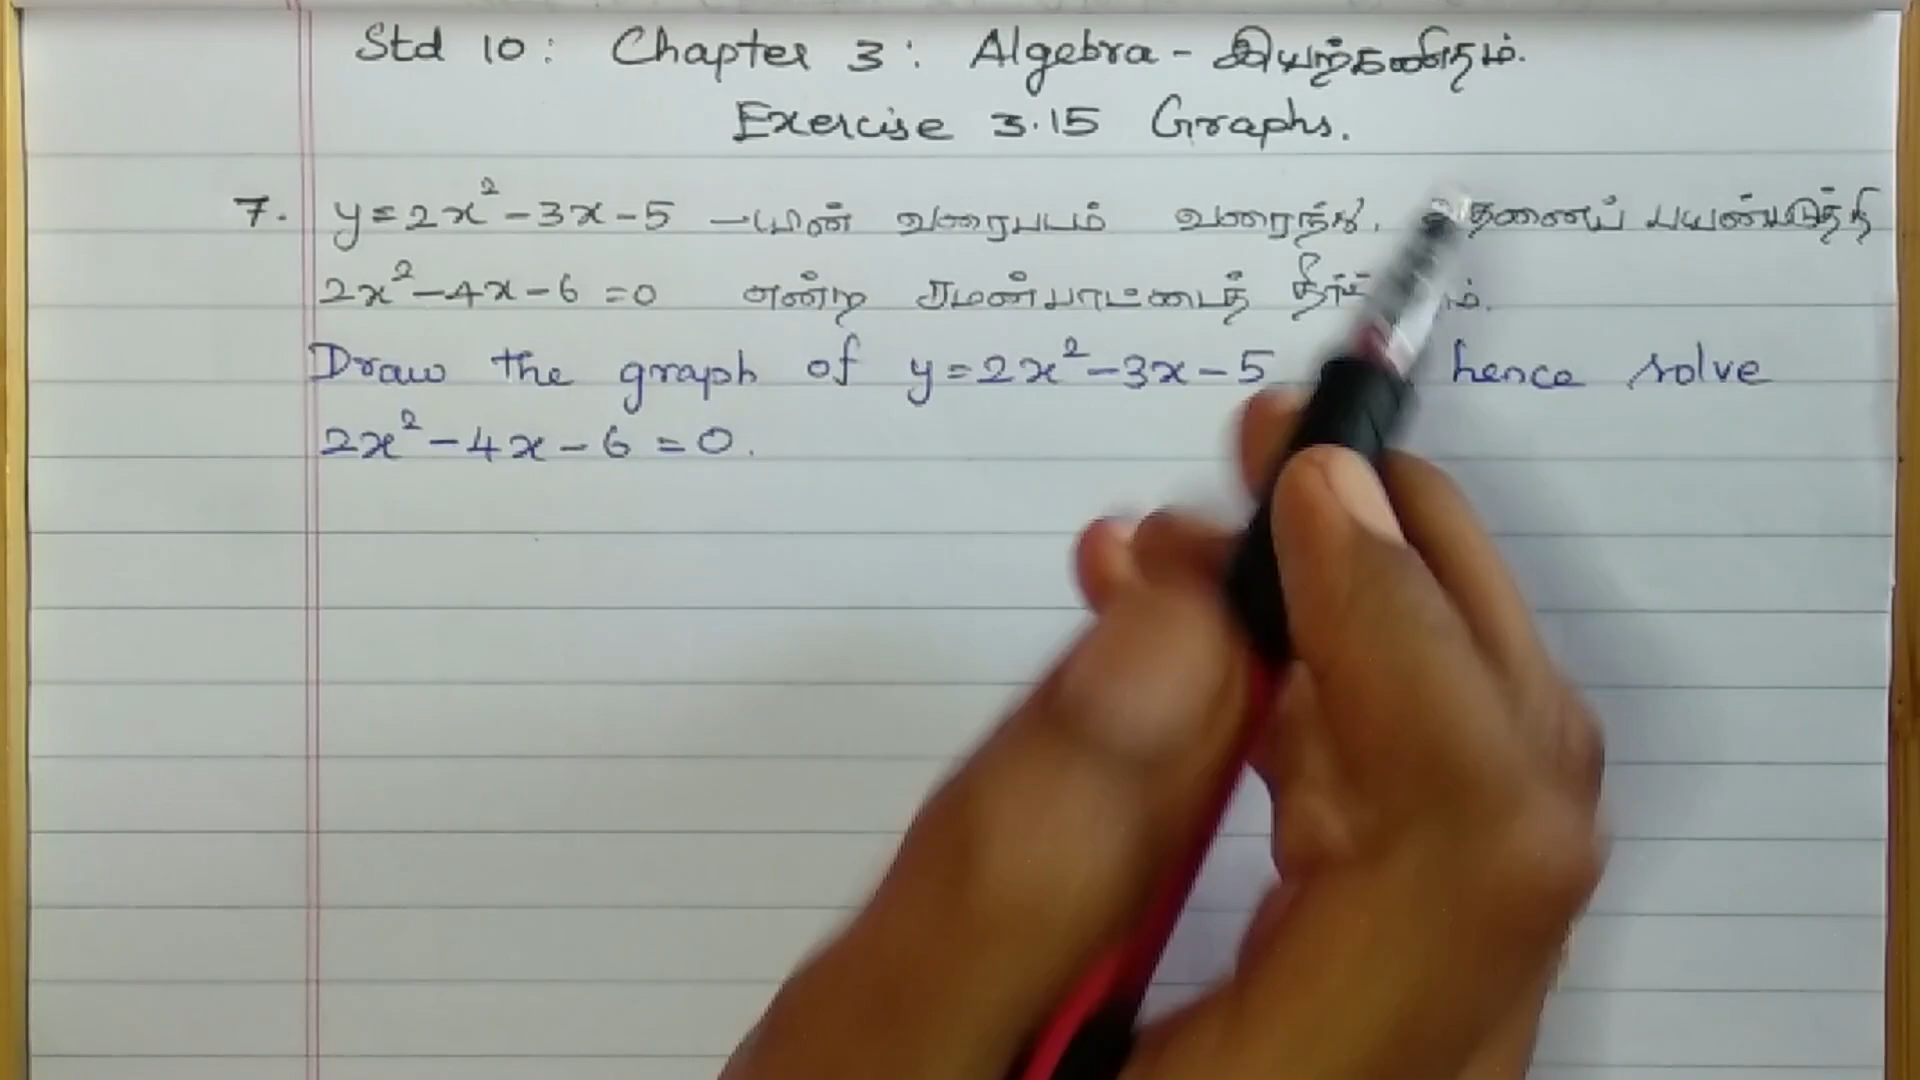 Std 10 : Chapter 3 : Algebra - இயற்கணிதம்.
Exercise 3.15 Graphs.
7. y = 2x² - 3x - 5 -யின் வரைபடம் வரைந்து, பயன்படுத்தி
2x² - 4x - 6 = 0 என்ற சமன்பாட்டைத்
Draw the graph of y = 2x² - 3x - 5 hence solve
2x² - 4x - 6 = 0.